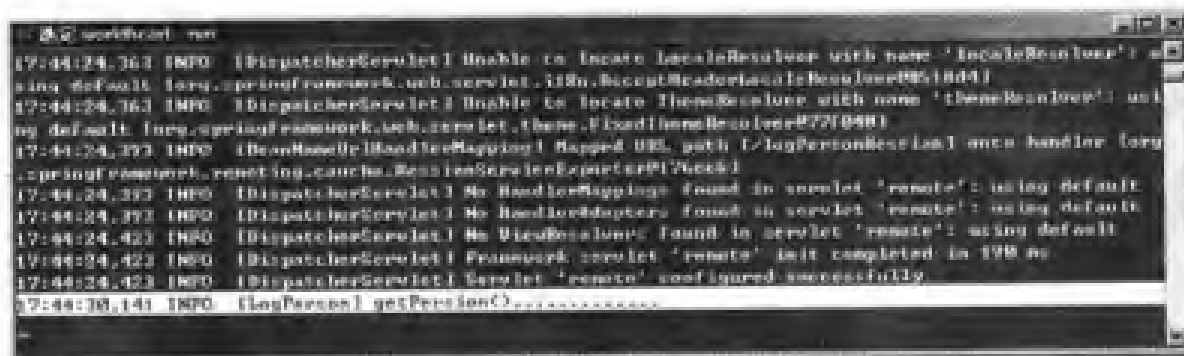 workflow\ run
17:44:24,363 INFO [DispatcherServlet] Unable to locate LocaleResolver with name 'localeResolver': u
sing default [org.springframework.web.servlet.i18n.AcceptHeaderLocaleResolver
17:44:24,363 INFO [DispatcherServlet] Unable to locate ThemeResolver with name 'themeResolver': usi
ng default [org.springframework.web.servlet.theme.FixedThemeResolver
17:44:24,393 INFO [BeanNameUrlHandlerMapping] Mapped URL path [/logPersonHessian] onto handler [org
.springframework.remoting.caucho.HessianServiceExporter
17:44:24,393 INFO [DispatcherServlet] No HandlerMappings found in servlet 'remote': using default
17:44:24,393 INFO [DispatcherServlet] No HandlerAdapters found in servlet 'remote': using default
17:44:24,423 INFO [DispatcherServlet] No ViewResolvers found in servlet 'remote': using default
17:44:24,423 INFO [DispatcherServlet] Framework servlet 'remote' init completed in 170 ms
17:44:24,423 INFO [DispatcherServlet] Servlet 'remote' configured successfully
17:44:30,141 INFO [LogPerson] getPersion().............